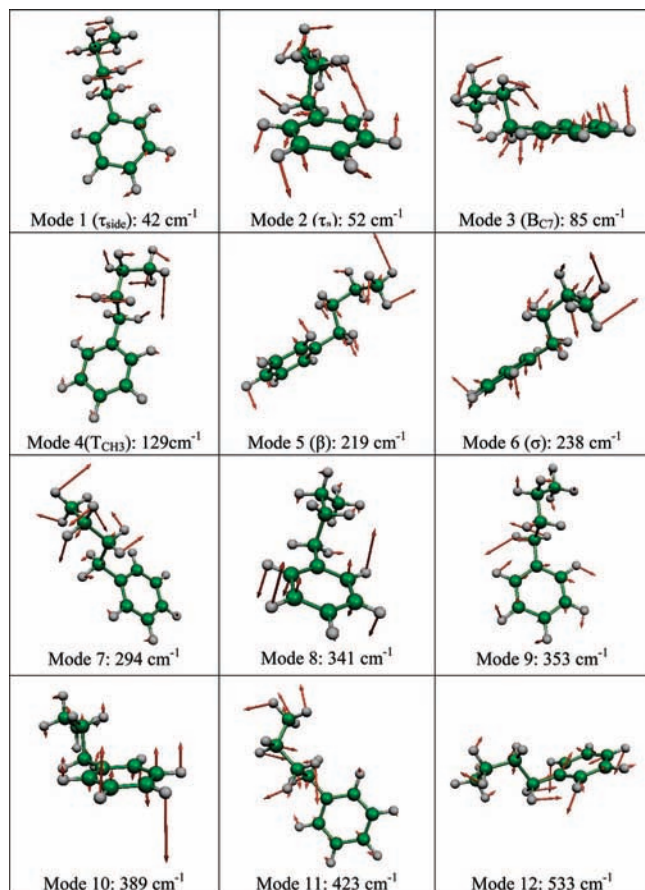 Mode 1 (τside): 42 cm⁻¹
Mode 2 (τa): 52 cm⁻¹
Mode 3 (BC7): 85 cm⁻¹
Mode 4(TCH3): 129cm⁻¹
Mode 5 (β): 219 cm⁻¹
Mode 6 (σ): 238 cm⁻¹
Mode 7: 294 cm⁻¹
Mode 8: 341 cm⁻¹
Mode 9: 353 cm⁻¹
Mode 10: 389 cm⁻¹
Mode 11: 423 cm⁻¹
Mode 12: 533 cm⁻¹